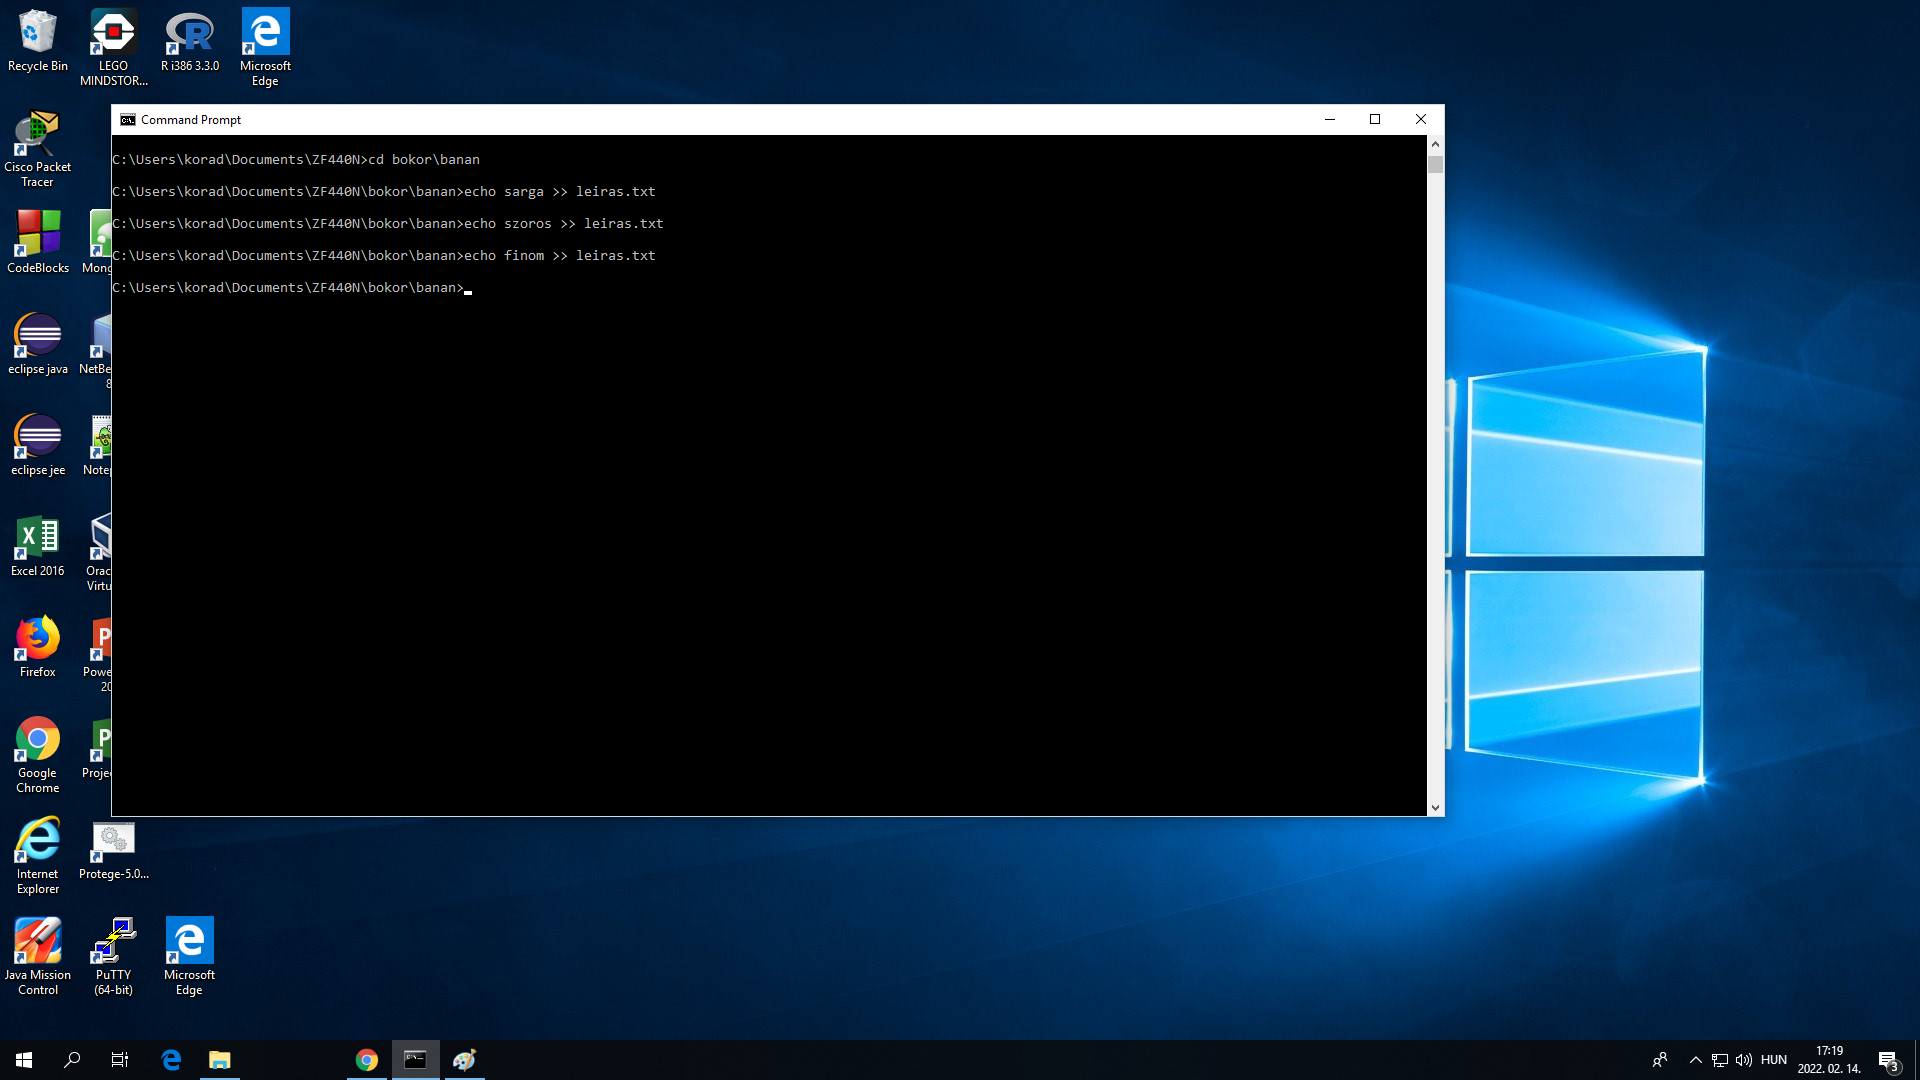 Recycle Bin
LEGO
MINDSTOR...
R i386 3.3.0
Microsoft
Edge
Cisco Packet
Tracer
CodeBlocks
Mong
eclipse java
NetBe
8
eclipse jee
Notep
Excel 2016
Orac
Virtu
Firefox
Powe
20
Google
Chrome
Projec
Internet
Explorer
Protege-5.0...
Java Mission
Control
PuTTY
(64-bit)
Microsoft
Edge
Command Prompt
C:\Users\korad\Documents\ZF440N>cd bokor\banan
C:\Users\korad\Documents\ZF440N\bokor\banan>echo sarga >> leiras.txt
C:\Users\korad\Documents\ZF440N\bokor\banan>echo szoros >> leiras.txt
C:\Users\korad\Documents\ZF440N\bokor\banan>echo finom >> leiras.txt
C:\Users\korad\Documents\ZF440N\bokor\banan>
HUN
17:19
2022. 02. 14.
3